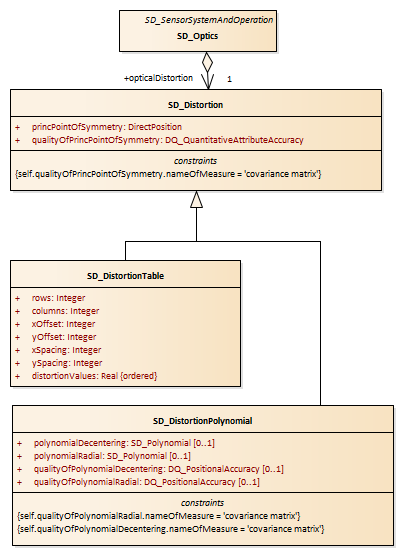 SD_SensorSystemAndOperation
SD_Optics
+opticalDistortion 1
SD_Distortion
+ princPointOfSymmetry: DirectPosition
+ qualityOfPrincPointOfSymmetry: DQ_QuantitativeAttributeAccuracy
constraints
{self.qualityOfPrincPointOfSymmetry.nameOfMeasure = 'covariance matrix'}
SD_DistortionTable
+ rows: Integer
+ columns: Integer
+ xOffset: Integer
+ yOffset: Integer
+ xSpacing: Integer
+ ySpacing: Integer
+ distortionValues: Real {ordered}
SD_DistortionPolynomial
+ polynomialDecentering: SD_Polynomial [0..1]
+ polynomialRadial: SD_Polynomial [0..1]
+ qualityOfPolynomialDecentering: DQ_PositionalAccuracy [0..1]
+ qualityOfPolynomialRadial: DQ_PositionalAccuracy [0..1]
constraints
{self.qualityOfPolynomialRadial.nameOfMeasure = 'covariance matrix'}
{self.qualityOfPolynomialDecentering.nameOfMeasure = 'covariance matrix'}